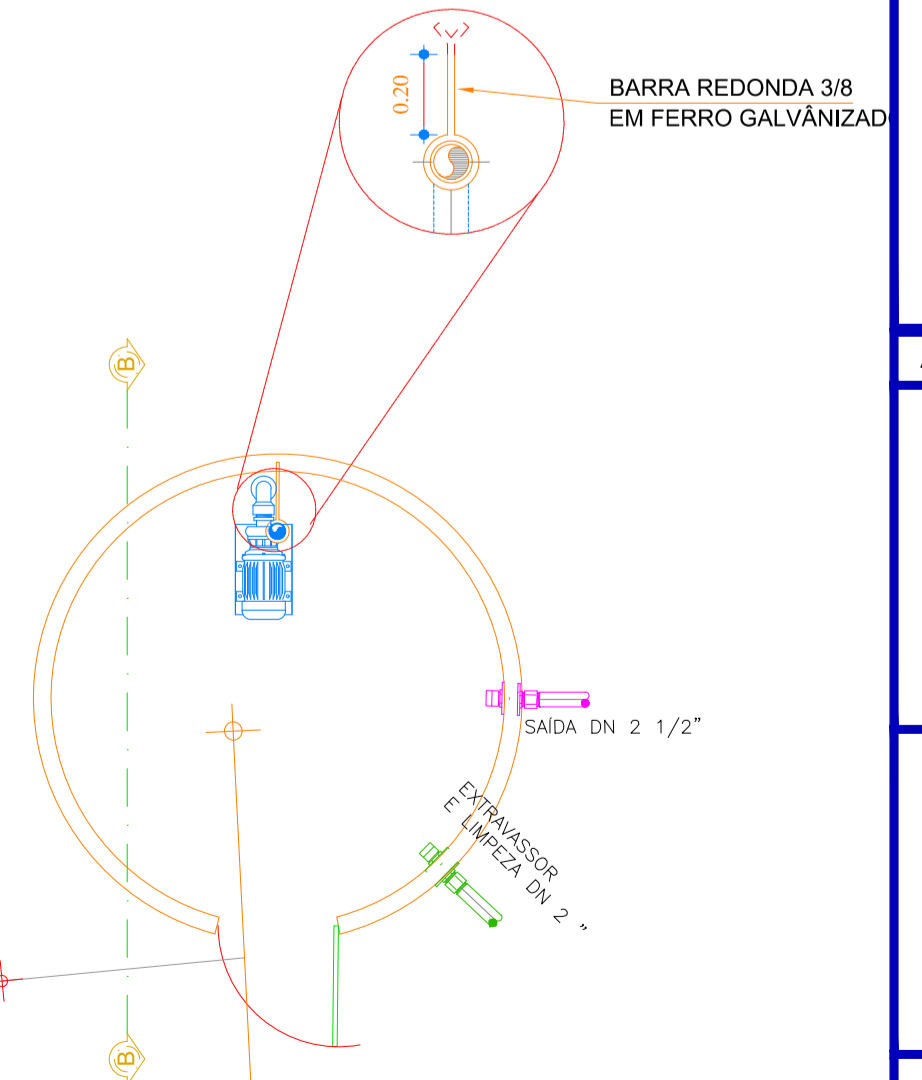 0.20
BARRA REDONDA 3/8
EM FERRO GALVÂNIZADO
B
SAÍDA DN 2 1/2”
EXTRAVASSOR
E LIMPEZA DN 2 ”
B